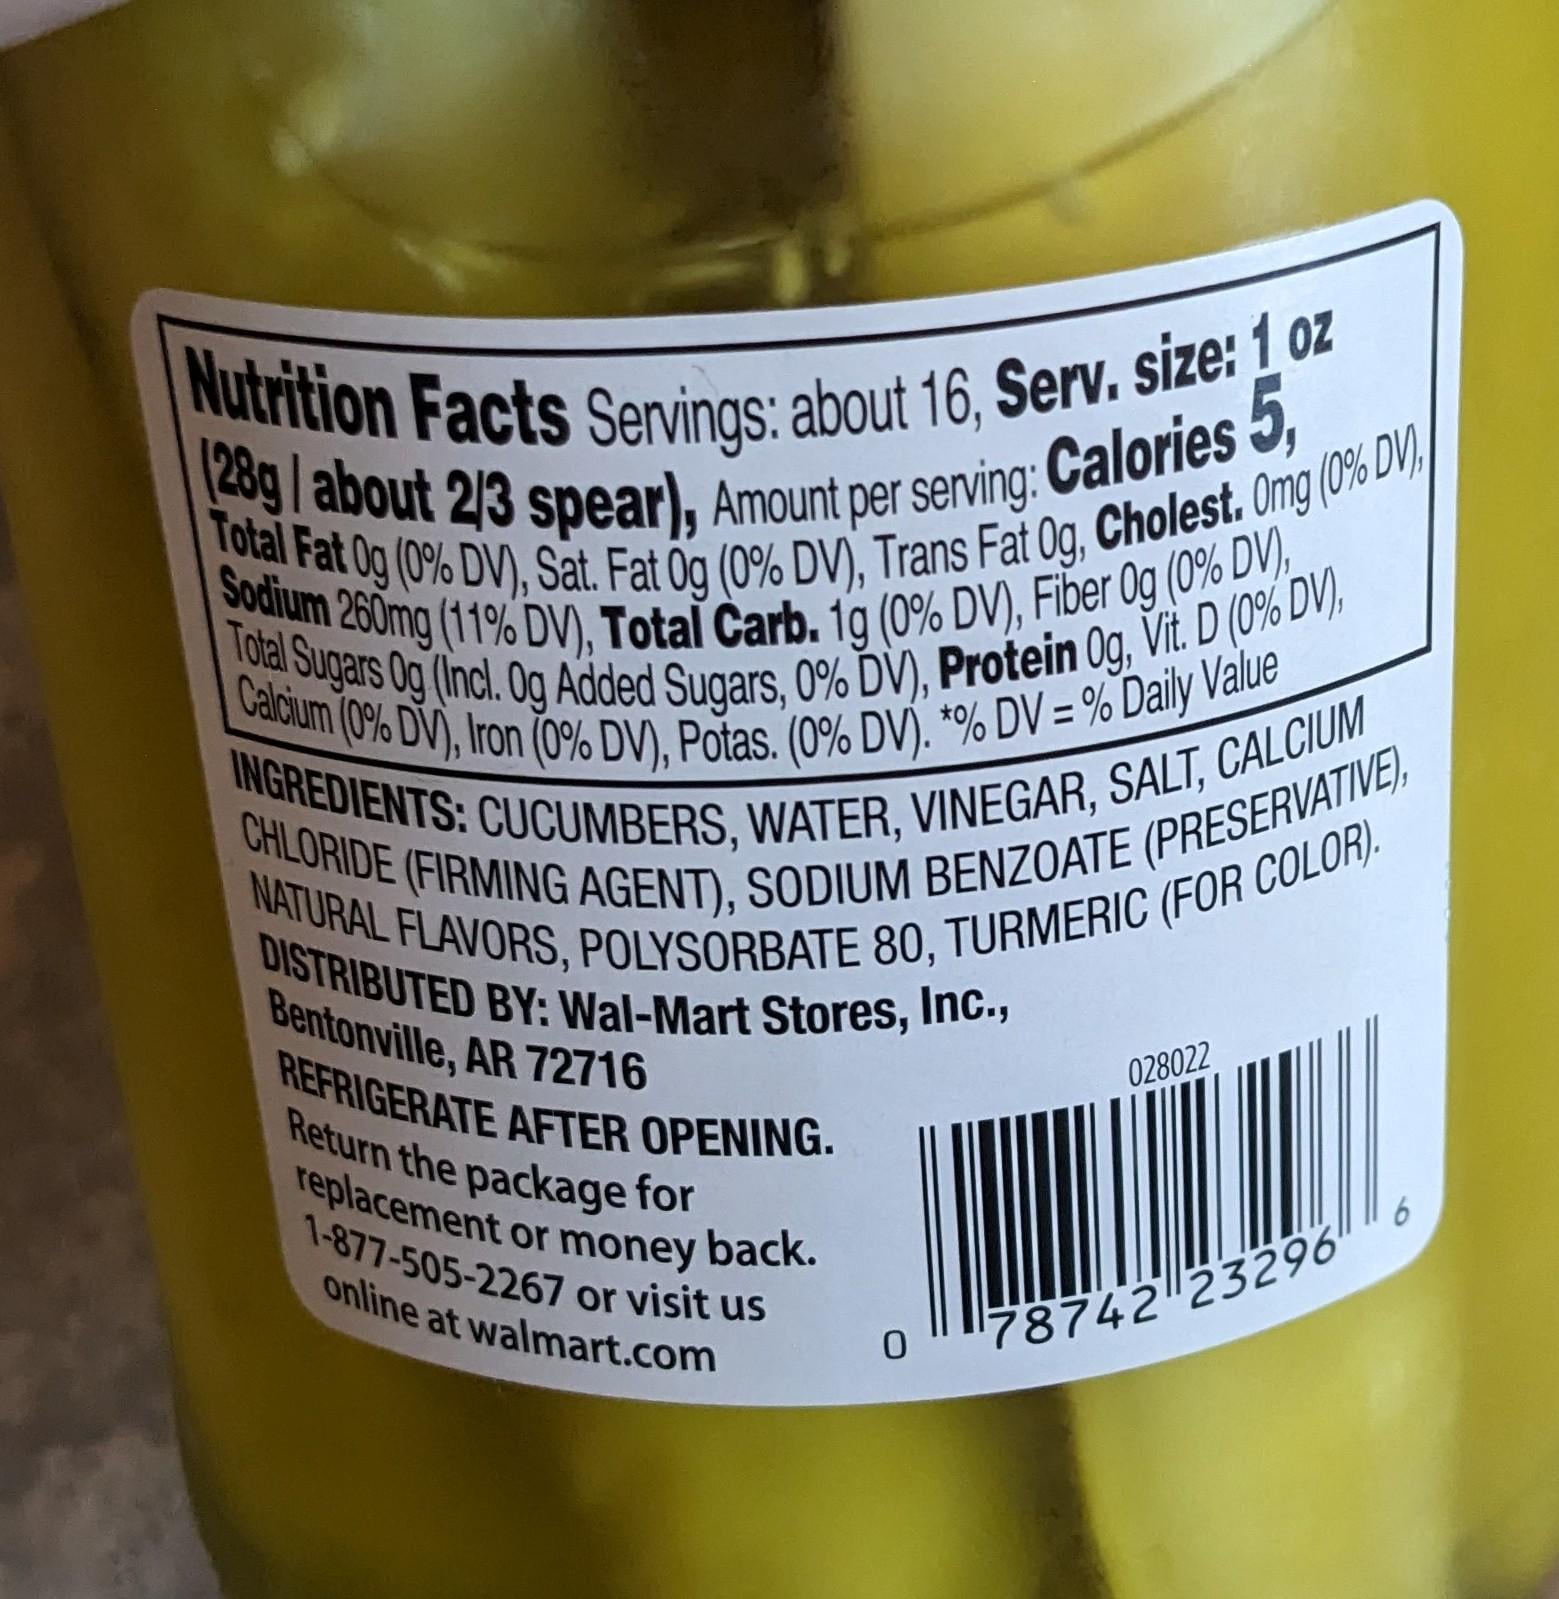 Nutrition Facts Servings: about 16, Serv. size: 1 oz
(28g / about 2/3 spear), Amount per serving: Calories 5,
Total Fat 0g (0% DV), Sat. Fat 0g (0% DV), Trans Fat 0g, Cholest. 0mg (0% DV),
Sodium 260mg (11% DV), Total Carb. 1g (0% DV), Fiber 0g (0% DV),
Total Sugars 0g (Incl. 0g Added Sugars, 0% DV), Protein 0g, Vit. D (0% DV),
Calcium (0% DV), Iron (0% DV), Potas. (0% DV). *% DV = % Daily Value
INGREDIENTS: CUCUMBERS, WATER, VINEGAR, SALT, CALCIUM
CHLORIDE (FIRMING AGENT), SODIUM BENZOATE (PRESERVATIVE),
NATURAL FLAVORS, POLYSORBATE 80, TURMERIC (FOR COLOR).
DISTRIBUTED BY: Wal-Mart Stores, Inc.,
Bentonville, AR 72716
REFRIGERATE AFTER OPENING.
Return the package for
replacement or money back.
1-877-505-2267 or visit us
online at walmart.com
028022
0 78742 23296 6